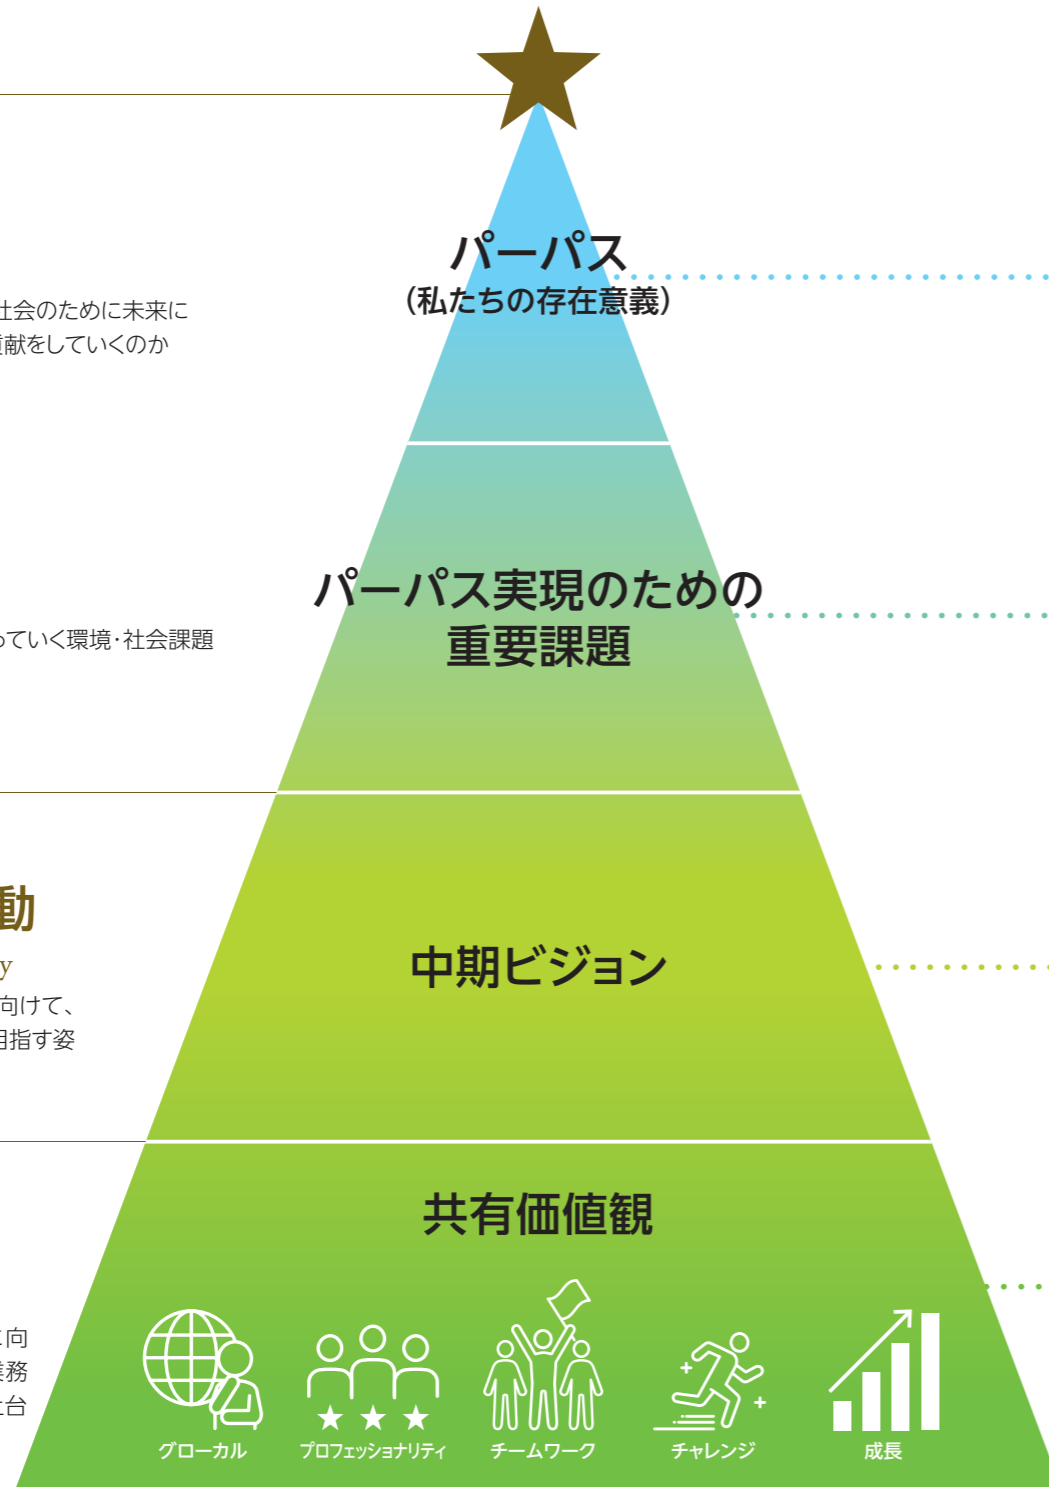 パーパス
（私たちの存在意義）
社会のために未来に
貢献をしていくのか
パーパス実現のための
重要課題
っていく環境・社会課題
中期ビジョン
動
y
向けて、
目指す姿
共有価値観
に向
業務
土台
グローカル
プロフェッショナリティ
チームワーク
チャレンジ
成長